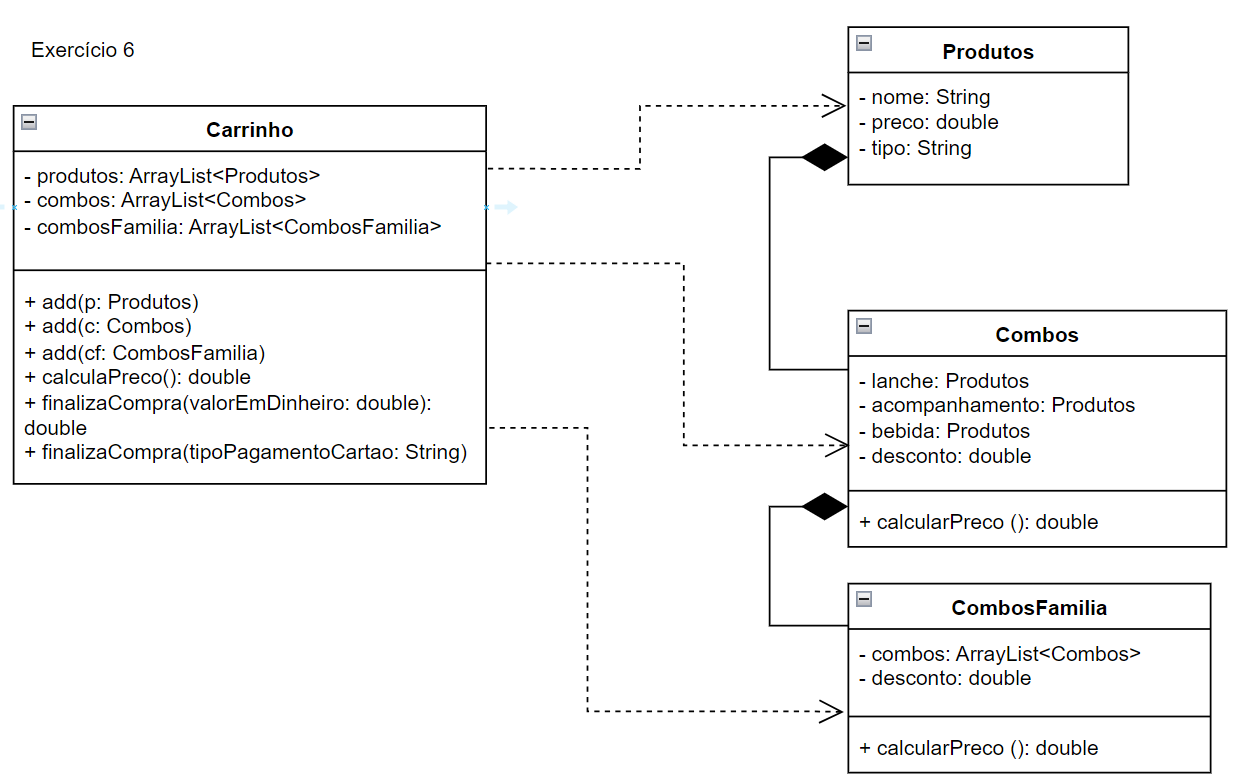 Exercício 6
Carrinho
- produtos: ArrayList<Produtos>
- combos: ArrayList<Combos>
- combosFamilia: ArrayList<CombosFamilia>
+ add(p: Produtos)
+ add(c: Combos)
+ add(cf: CombosFamilia)
+ calculaPreco(): double
+ finalizaCompra(valorEmDinheiro: double):
double
+ finalizaCompra(tipoPagamentoCartao: String)
Produtos
- nome: String
- preco: double
- tipo: String
Combos
- lanche: Produtos
- acompanhamento: Produtos
- bebida: Produtos
- desconto: double
+ calcularPreco (): double
CombosFamilia
- combos: ArrayList<Combos>
- desconto: double
+ calcularPreco (): double